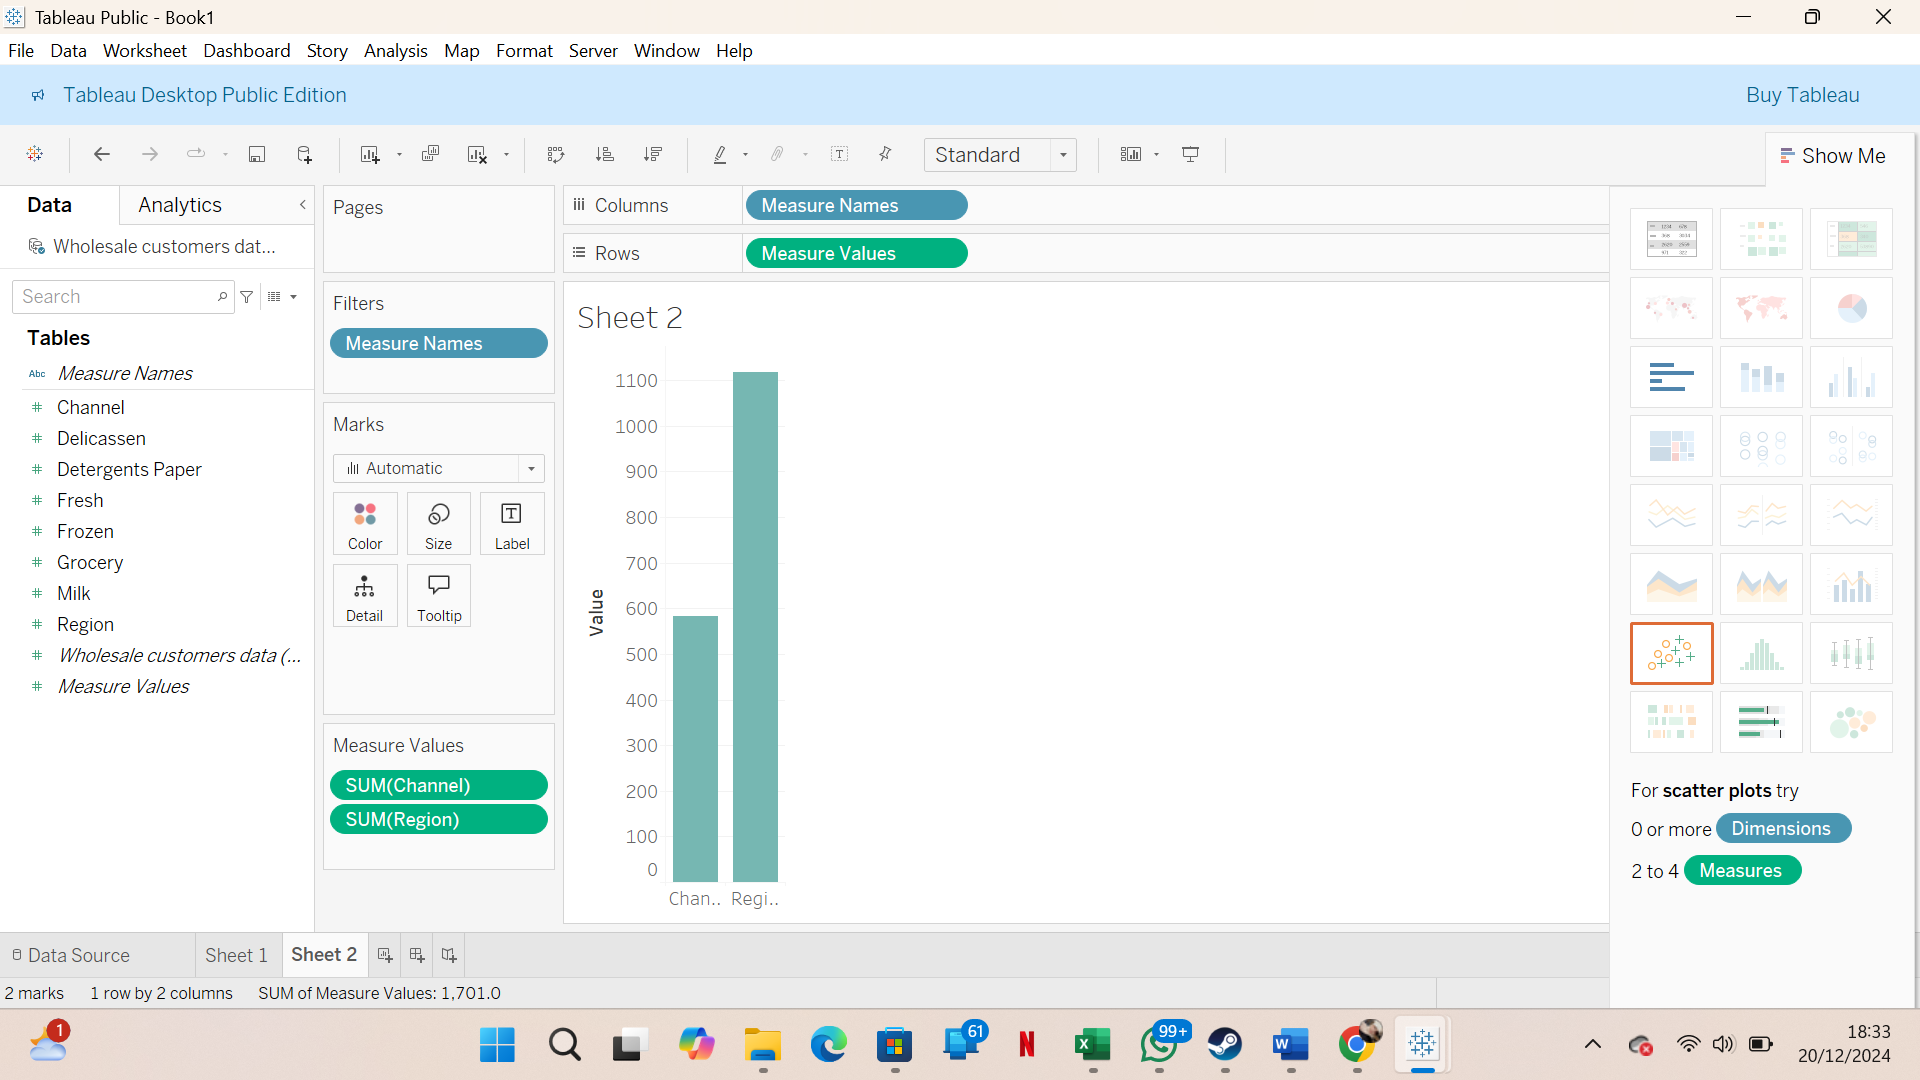 Tableau Public - Book1
File Data Worksheet Dashboard Story Analysis Map Format Server Window Help
Tableau Desktop Public Edition
Buy Tableau
Standard
Show Me
Data
Analytics
Wholesale customers dat...
Search
Tables
Abc Measure Names
# Channel
# Delicassen
# Detergents Paper
# Fresh
# Frozen
# Grocery
# Milk
# Region
# Wholesale customers data (...
# Measure Values
Pages
Filters
Measure Names
Marks
Automatic
Color
Size
Label
Detail
Tooltip
Measure Values
SUM(Channel)
SUM(Region)
Columns
Measure Names
Rows
Measure Values
Sheet 2
Value
1100
1000
900
800
700
600
500
400
300
200
100
0
Chan..
Regi..
For scatter plots try
0 or more Dimensions
2 to 4 Measures
Data Source
Sheet 1
Sheet 2
2 marks
1 row by 2 columns
SUM of Measure Values: 1,701.0
1
61
N
X
99+
W
18:33
20/12/2024